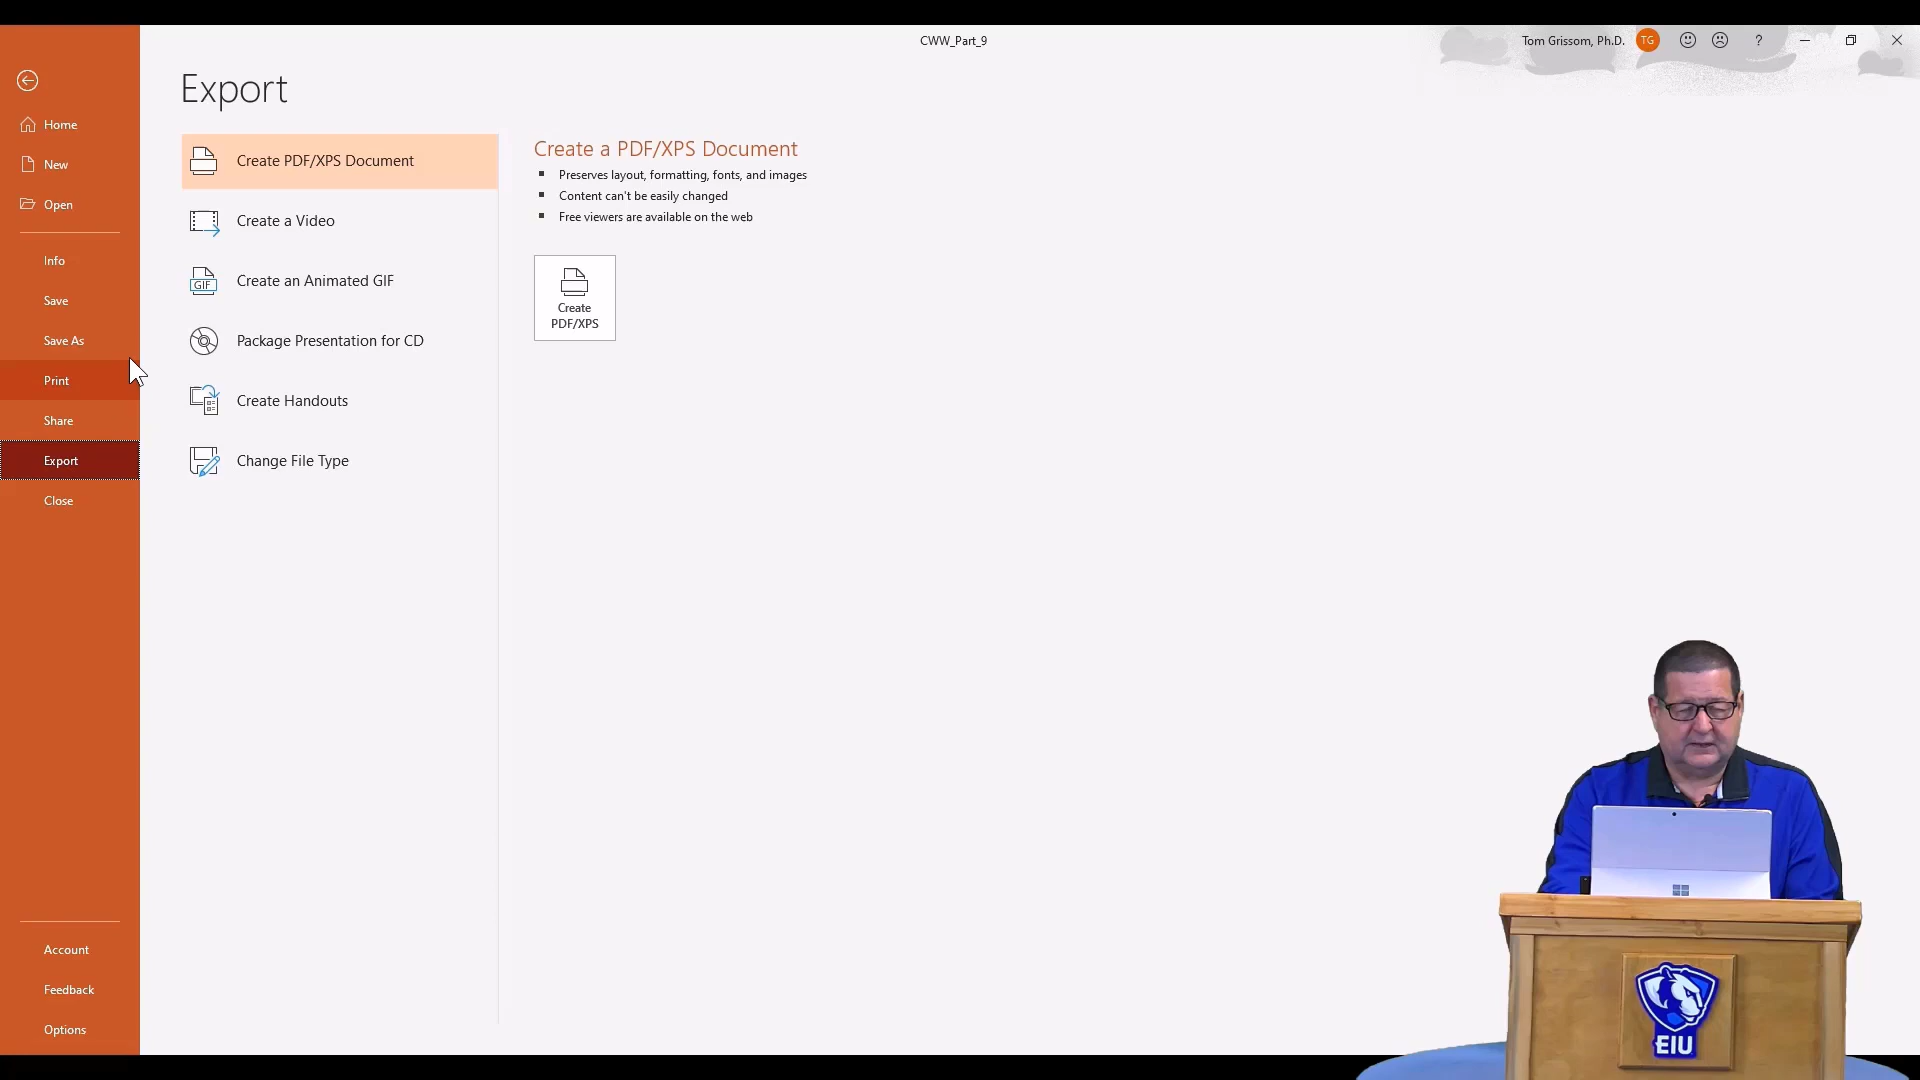 CWW_Part_9
Tom Grissom, Ph.D.
TG
?
Home
New
Open
Info
Save
Save As
Print
Share
Export
Close
Account
Feedback
Options
Export
Create PDF/XPS Document
Create a Video
GIF
Create an Animated GIF
Package Presentation for CD
Create Handouts
Change File Type
Create a PDF/XPS Document
Preserves layout, formatting, fonts, and images
Content can't be easily changed
Free viewers are available on the web
Create
PDF/XPS
EIU